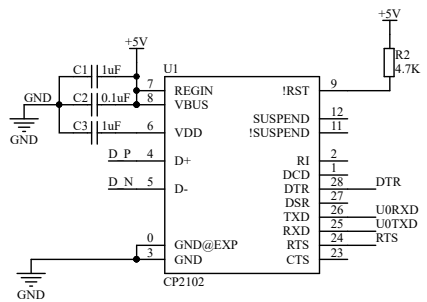 +5V
+5V
C1 1uF
U1
R2
4.7K
7 REGIN
!RST 9
GND
C2 0.1uF
8 VBUS
GND
SUSPEND 12
!SUSPEND 11
C3 1uF
6 VDD
D_P 4 D+
RI 2
DCD 1
D_N 5 D-
DTR 28 DTR
DSR 27
TXD 26 U0RXD
RXD 25 U0TXD
0 GND@EXP
RTS 24 RTS
3 GND
CTS 23
CP2102
GND